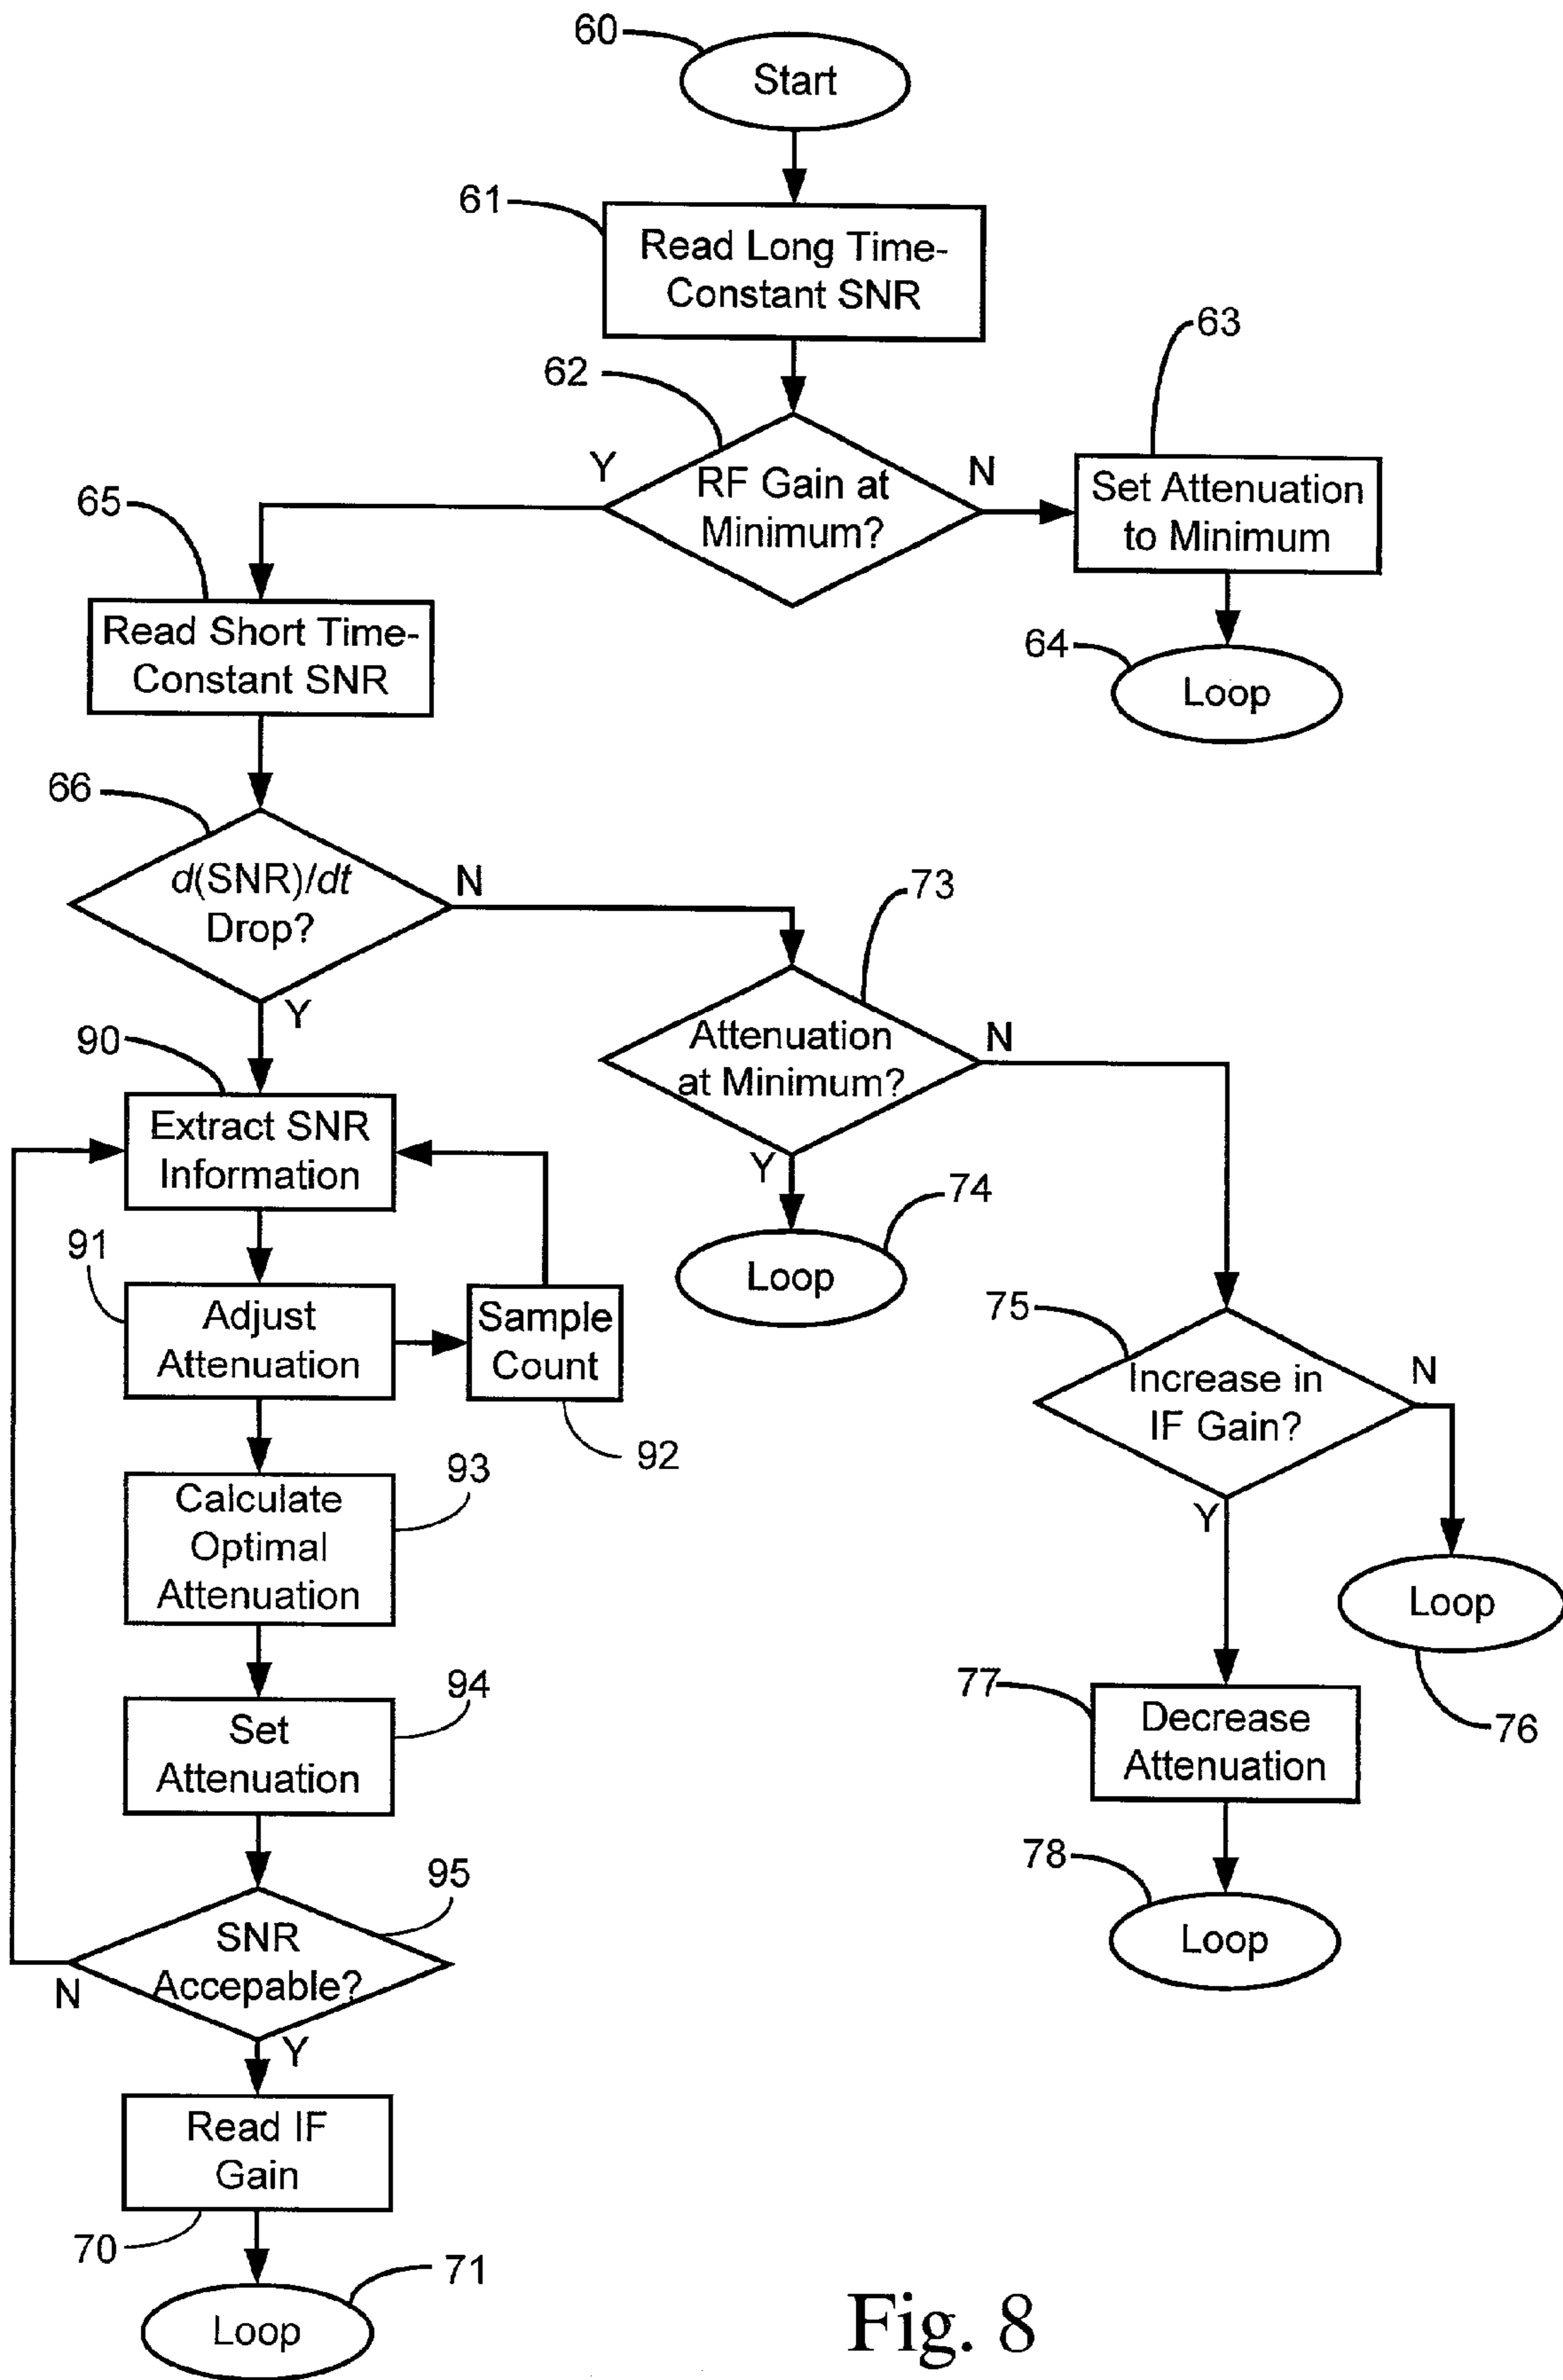 60
Start
61
Read Long Time-
Constant SNR
62
63
Y
RF Gain at
Minimum?
N
Set Attenuation
to Minimum
65
64
Loop
Read Short Time-
Constant SNR
66
d(SNR)/dt
Drop?
N
73
Y
90
Attenuation
at Minimum?
N
Extract SNR
Information
Y
74
Loop
91
Adjust
Attenuation
Sample
Count
92
75
Increase in
IF Gain?
N
93
Calculate
Optimal
Attenuation
Y
Loop
76
94
Set
Attenuation
77
Decrease
Attenuation
95
78
Loop
SNR
Accepable?
N
Y
Read IF
Gain
70
71
Loop
Fig. 8